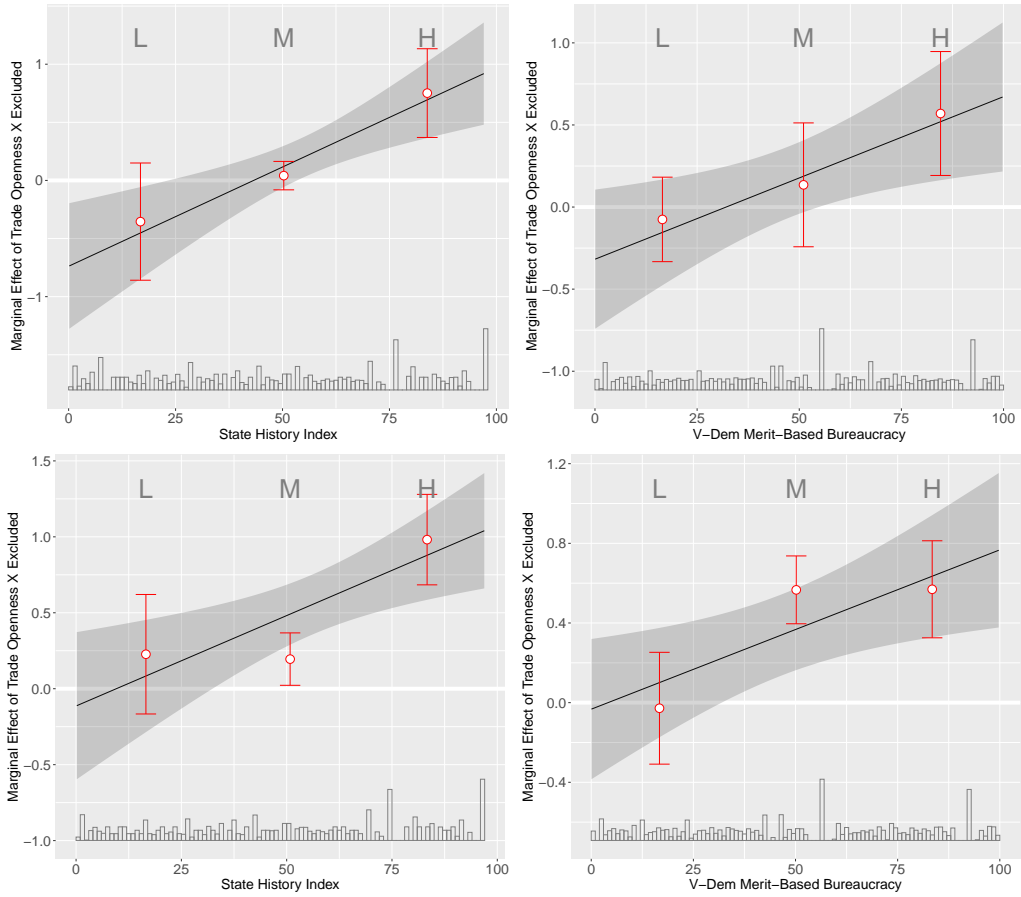 L M H
Marginal Effect of Trade Openness X Excluded
1
0
−1
0 25 50 75 100
State History Index
L M H
Marginal Effect of Trade Openness X Excluded
1.0
0.5
0.0
−0.5
−1.0
0 25 50 75 100
V−Dem Merit−Based Bureaucracy
L M H
Marginal Effect of Trade Openness X Excluded
1.5
1.0
0.5
0.0
−0.5
−1.0
0 25 50 75 100
State History Index
L M H
Marginal Effect of Trade Openness X Excluded
1.2
0.8
0.4
0.0
−0.4
0 25 50 75 100
V−Dem Merit−Based Bureaucracy